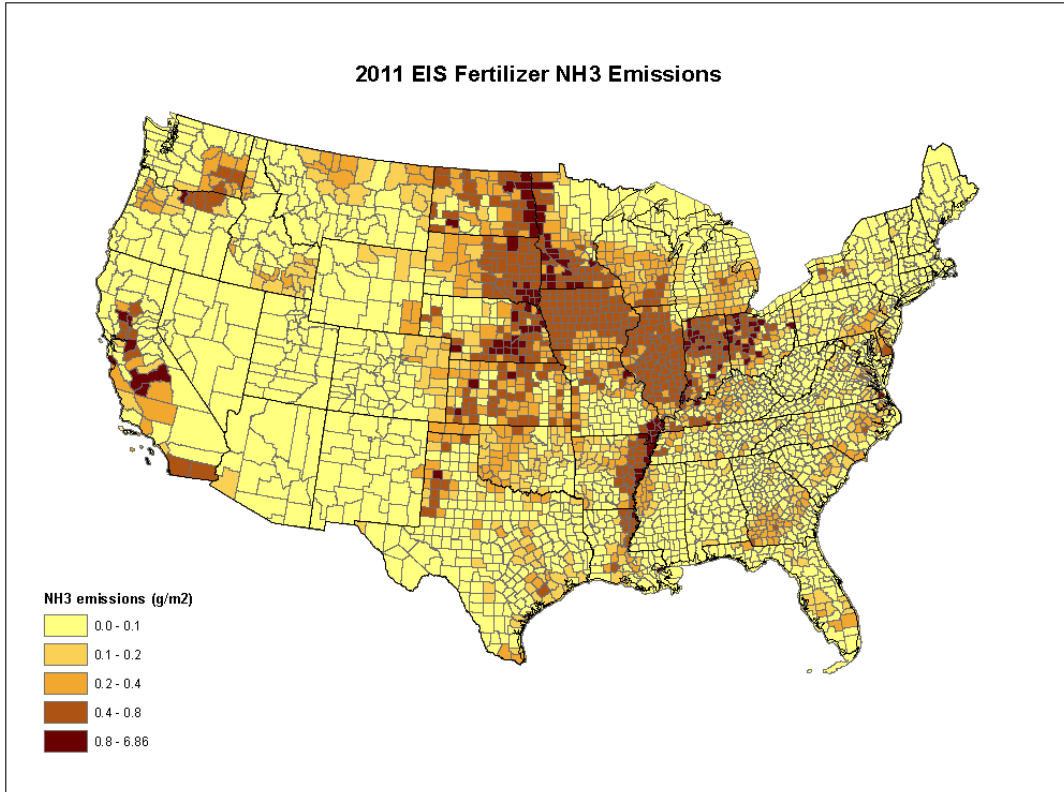 2011 EIS Fertilizer NH3 Emissions
NH3 emissions (g/m2)
0.0 - 0.1
0.1 - 0.2
0.2 - 0.4
0.4 - 0.8
0.8 - 6.86